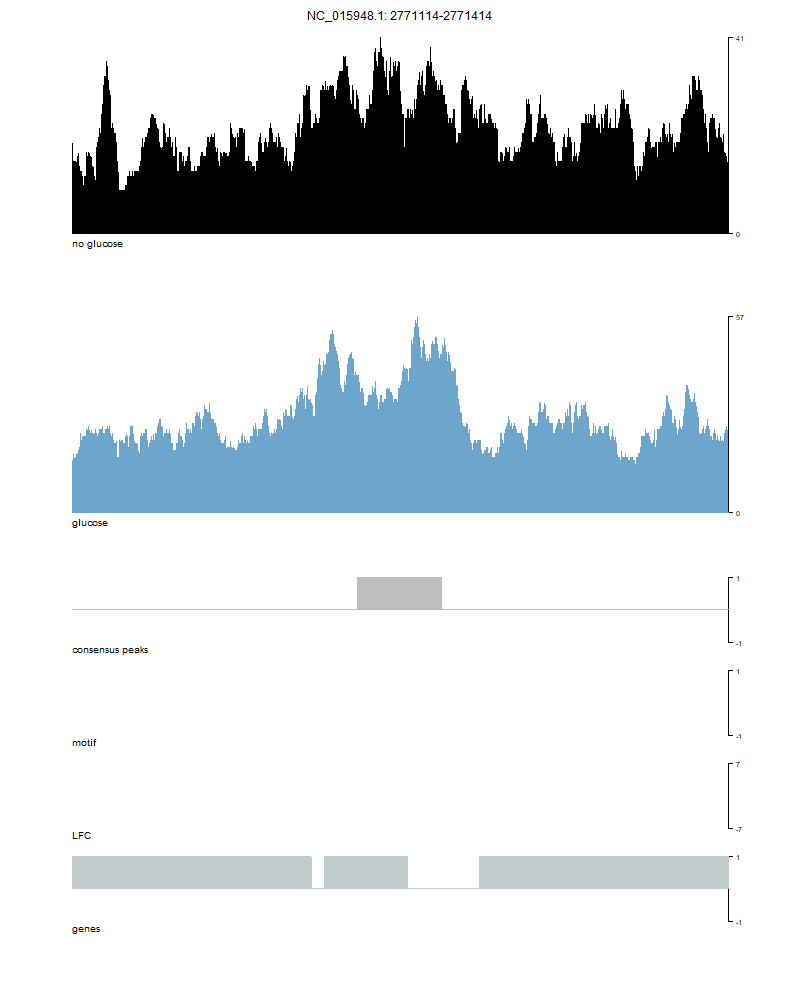 NC_015948.1: 2771114-2771414
41
0
no glucose
57
0
glucose
1
-1
consensus peaks
1
-1
motif
7
-7
LFC
1
-1
genes